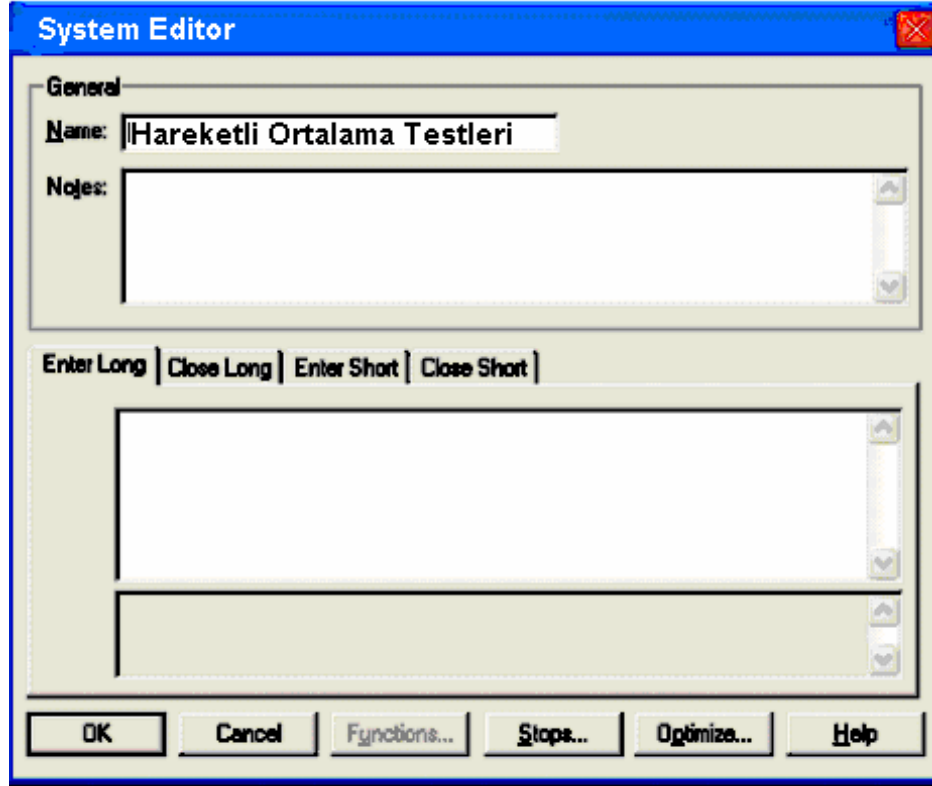 System Editor
General
Name: Hareketli Ortalama Testleri
Notes:
Enter Long Close Long Enter Short Close Short
OK Cancel Functions... Stops... Optimize... Help